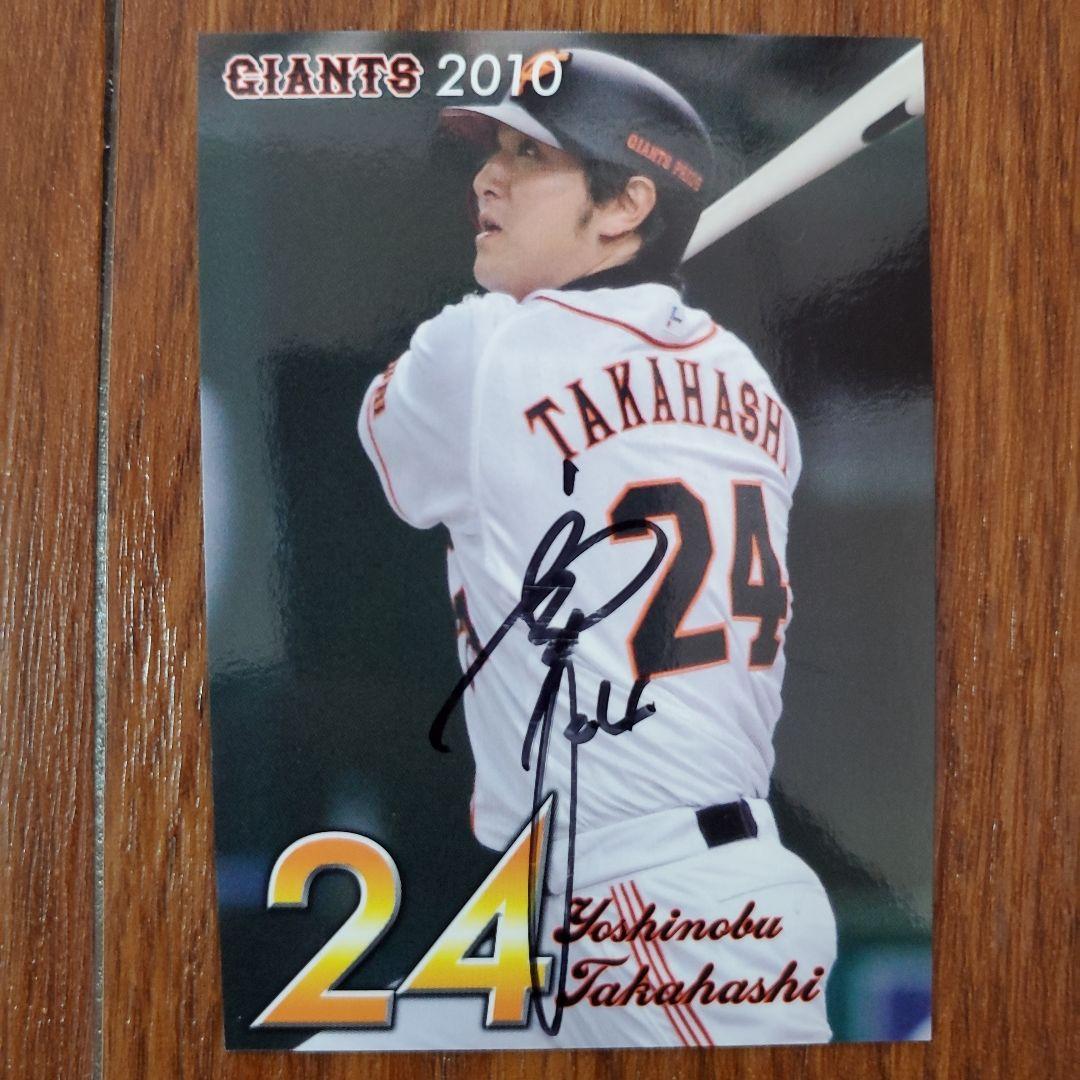 GIANTS 2010
GIANTS PRIDE
TAKAHASHI
24
24
Yoshinobu
Takahashi